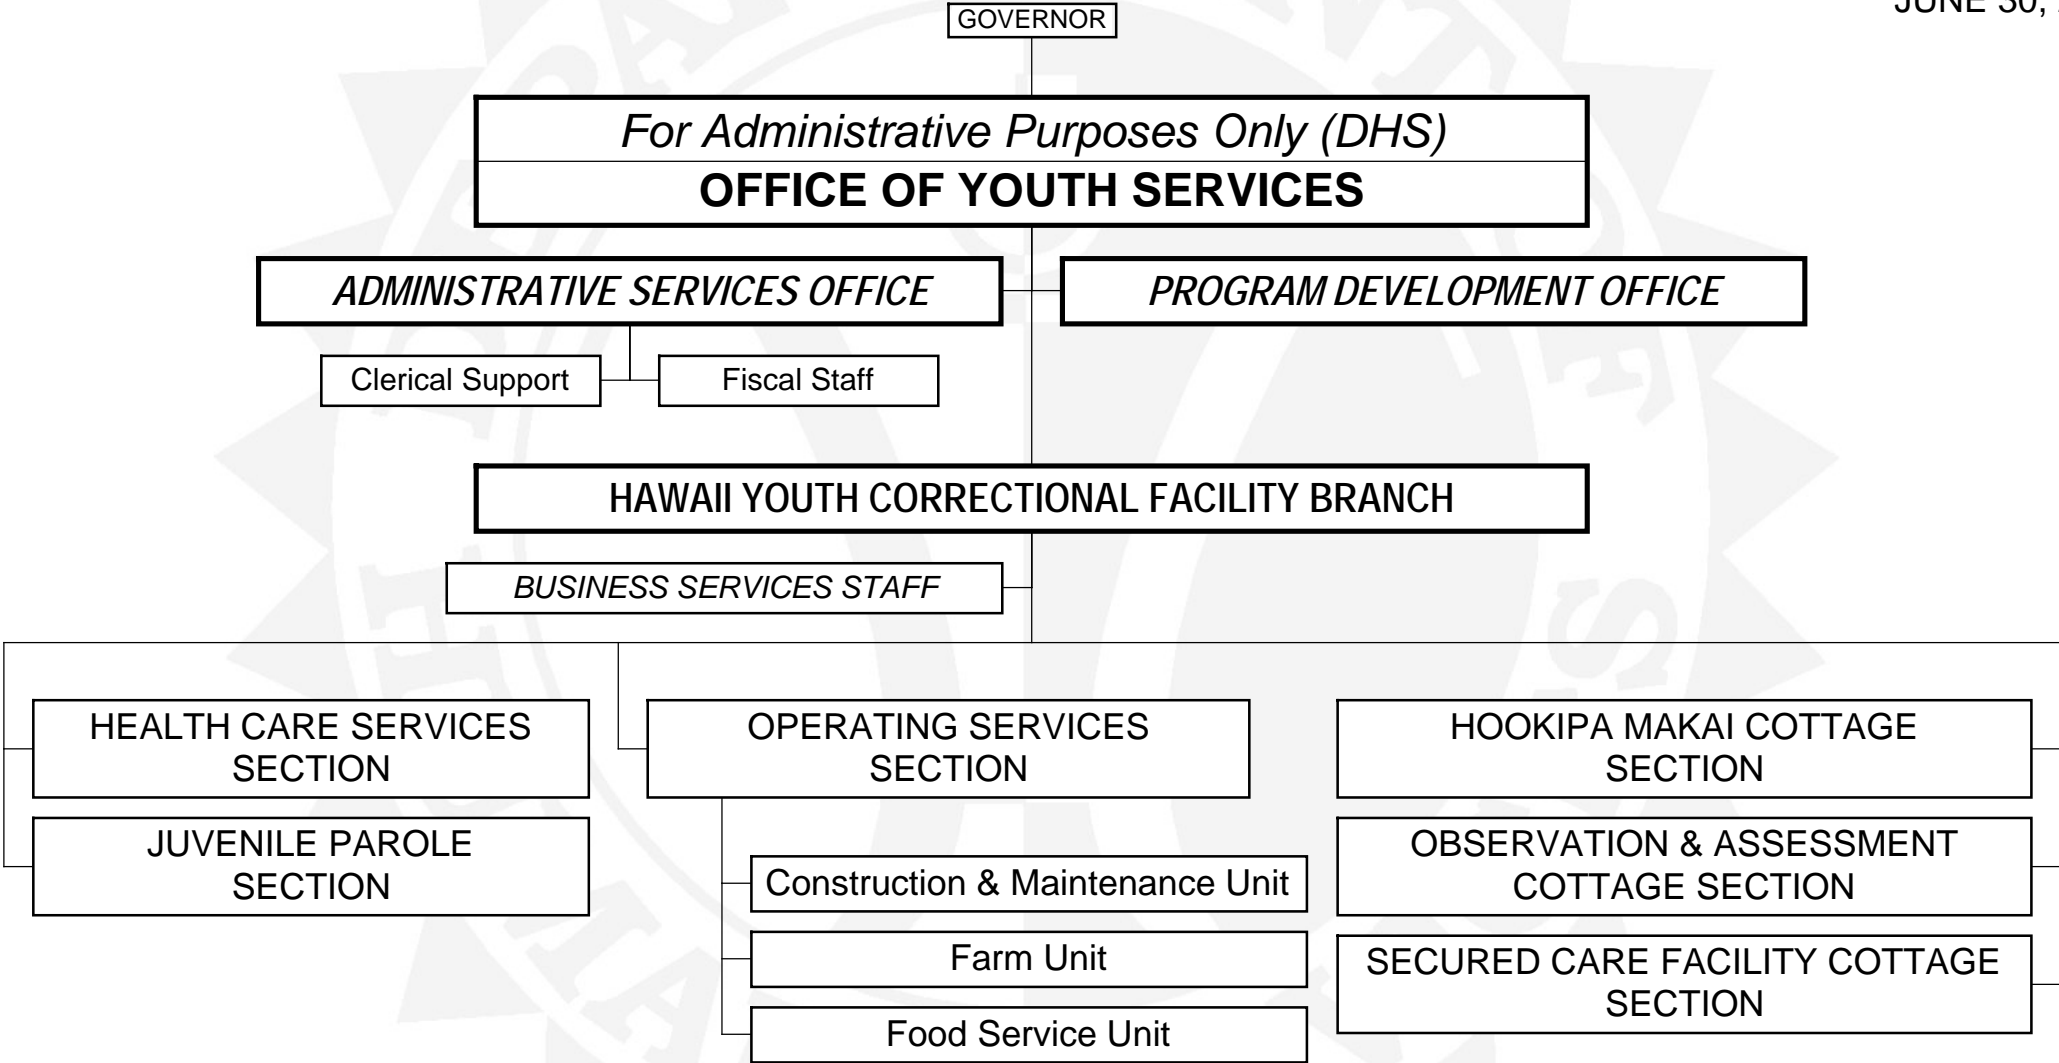 JUNE 30,
GOVERNOR
For Administrative Purposes Only (DHS)
OFFICE OF YOUTH SERVICES
ADMINISTRATIVE SERVICES OFFICE
PROGRAM DEVELOPMENT OFFICE
Clerical Support
Fiscal Staff
HAWAII YOUTH CORRECTIONAL FACILITY BRANCH
BUSINESS SERVICES STAFF
HEALTH CARE SERVICES
SECTION
JUVENILE PAROLE
SECTION
OPERATING SERVICES
SECTION
Construction & Maintenance Unit
Farm Unit
Food Service Unit
HOOKIPA MAKAI COTTAGE
SECTION
OBSERVATION & ASSESSMENT
COTTAGE SECTION
SECURED CARE FACILITY COTTAGE
SECTION